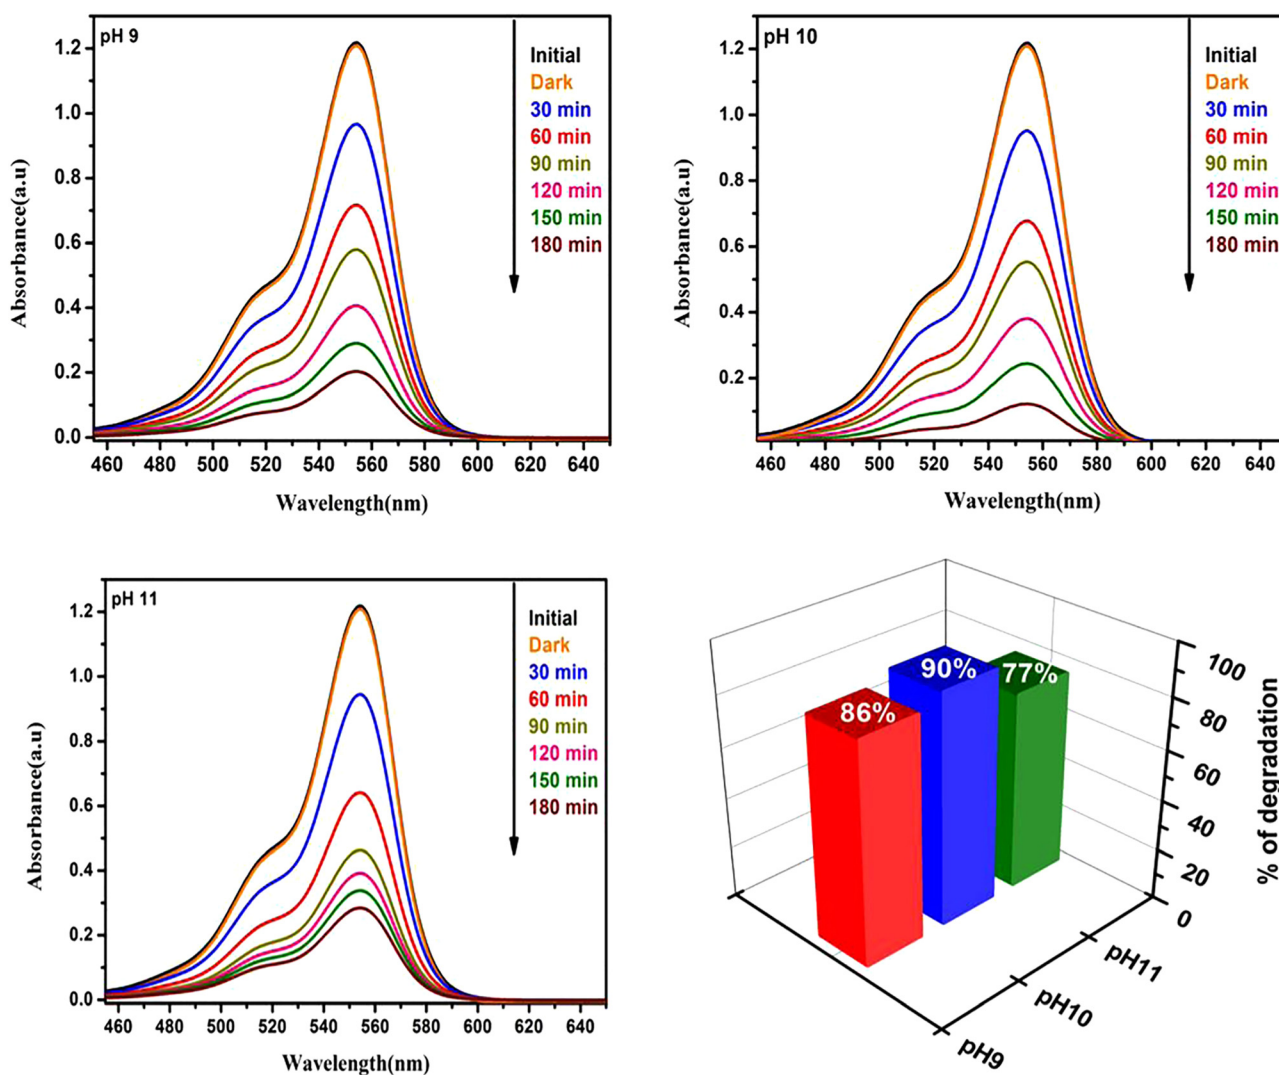 pH 9
Initial
Dark
30 min
60 min
90 min
120 min
150 min
180 min
1.2
1.0
0.8
0.6
0.4
0.2
0.0
Absorbance(a.u)
460 480 500 520 540 560 580 600 620 640
Wavelength(nm)
pH 10
Initial
Dark
30 min
60 min
90 min
120 min
150 min
180 min
1.2
1.0
0.8
0.6
0.4
0.2
Absorbance(a.u)
460 480 500 520 540 560 580 600 620 640
Wavelength(nm)
pH 11
Initial
Dark
30 min
60 min
90 min
120 min
150 min
180 min
1.2
1.0
0.8
0.6
0.4
0.2
0.0
Absorbance(a.u)
460 480 500 520 540 560 580 600 620 640
Wavelength(nm)
86%
90%
77%
100
80
60
40
20
0
% of degradation
pH11
pH10
pH9